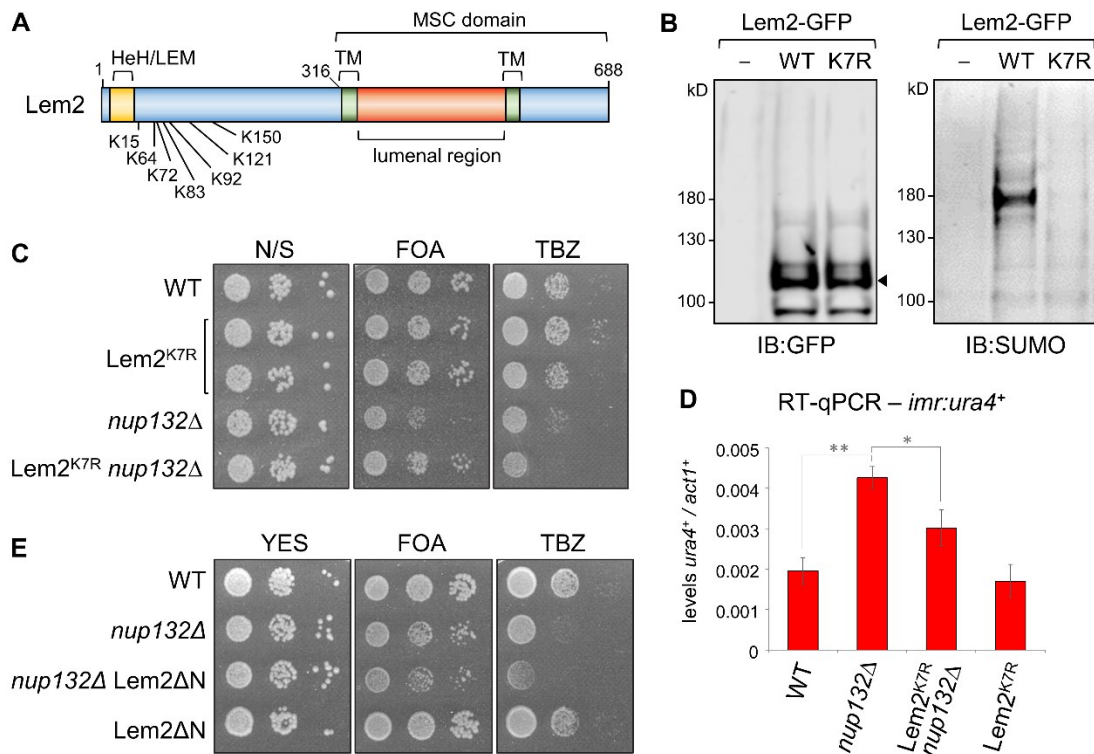 A
MSC domain
HeH/LEM
1
316
TM
TM
688
Lem2
K15
K64
K72
K83
K92
K121
K150
lumenal region
B
Lem2-GFP
Lem2-GFP
– WT K7R
– WT K7R
kD
kD
180
130
100
180
130
100
IB:GFP
IB:SUMO
C
N/S FOA TBZ
WT
Lem2K7R
nup132Δ
Lem2K7R nup132Δ
D
RT-qPCR – imr:ura4+
levels ura4+ / act1+
0.005
0.004
0.003
0.002
0.001
0
**
*
WT
nup132Δ
Lem2K7R
nup132Δ
Lem2K7R
E
YES FOA TBZ
WT
nup132Δ
nup132Δ Lem2ΔN
Lem2ΔN